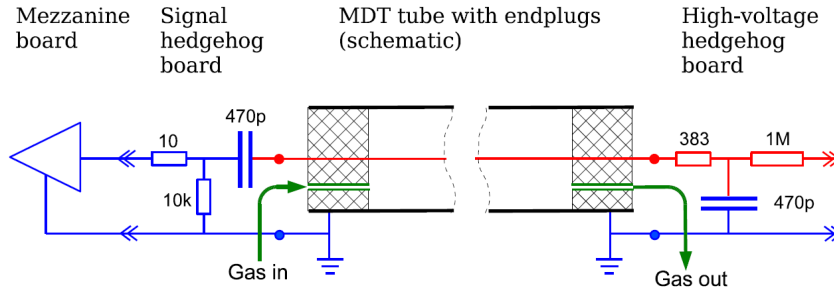 Mezzanine
board
Signal
hedgehog
board
MDT tube with endplugs
(schematic)
High-voltage
hedgehog
board
470p
10
10k
383
1M
470p
Gas in
Gas out